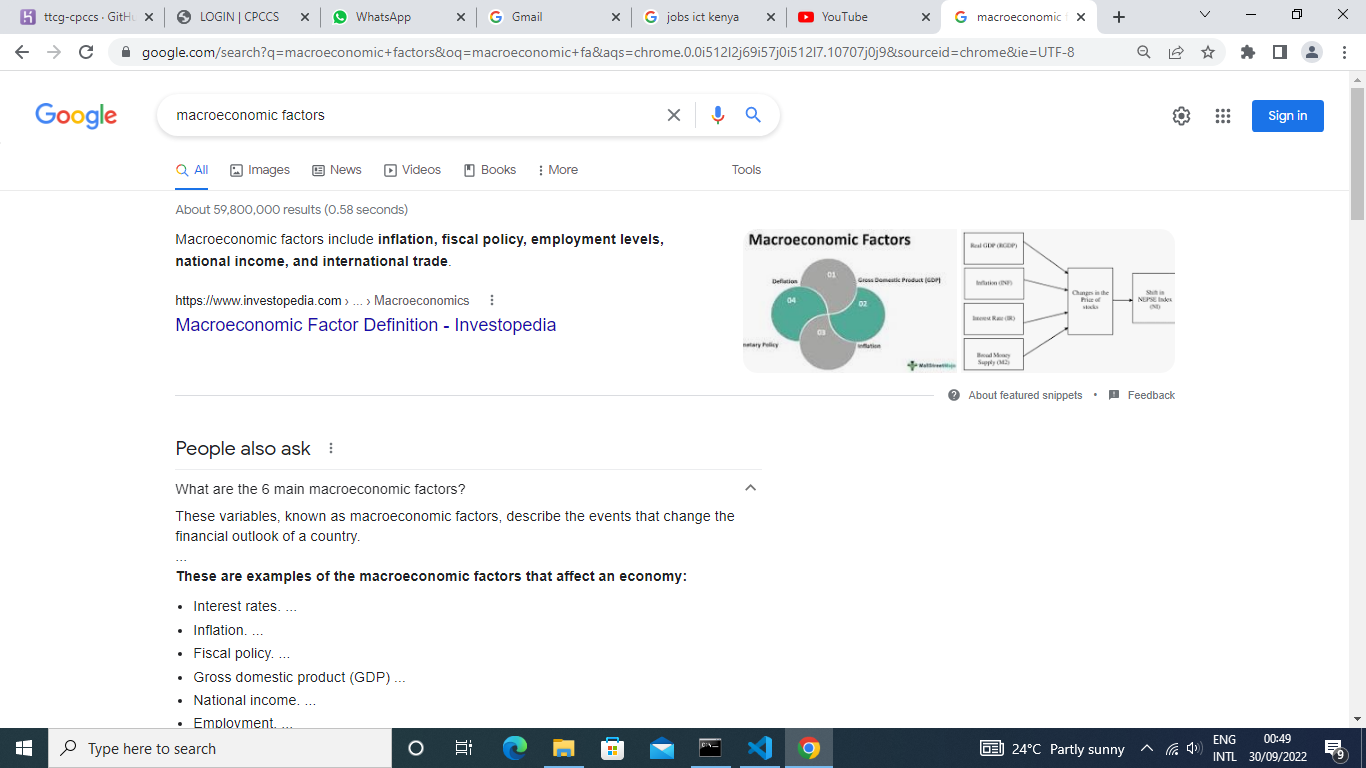 ttcg-cpccs · GitHu
LOGIN | CPCCS
WhatsApp
Gmail
jobs ict kenya
YouTube
macroeconomic f
google.com/search?q=macroeconomic+factors&oq=macroeconomic+fa&aqs=chrome.0.0i512l2j69i57j0i512l7.10707j0j9&sourceid=chrome&ie=UTF-8
Google
macroeconomic factors
Sign in
All
Images
News
Videos
Books
More
Tools
About 59,800,000 results (0.58 seconds)
Macroeconomic factors include inflation, fiscal policy, employment levels,
national income, and international trade.
https://www.investopedia.com › ... › Macroeconomics
Macroeconomic Factor Definition - Investopedia
Macroeconomic Factors
01
Deflation
Gross Domestic Product (GDP)
04
02
03
netary Policy
Inflation
WallStreetMojo
Real GDP (RGDP)
Inflation (INF)
Interest Rate (IR)
Broad Money
Supply (M2)
Changes in the
Price of
stocks
Shift in
NEPSE Index
(NI)
About featured snippets • Feedback
People also ask
What are the 6 main macroeconomic factors?
These variables, known as macroeconomic factors, describe the events that change the
financial outlook of a country.
...
These are examples of the macroeconomic factors that affect an economy:
• Interest rates. ...
• Inflation. ...
• Fiscal policy. ...
• Gross domestic product (GDP) ...
• National income. ...
• Employment. ...
Type here to search
24°C Partly sunny
ENG
INTL
00:49
30/09/2022
9